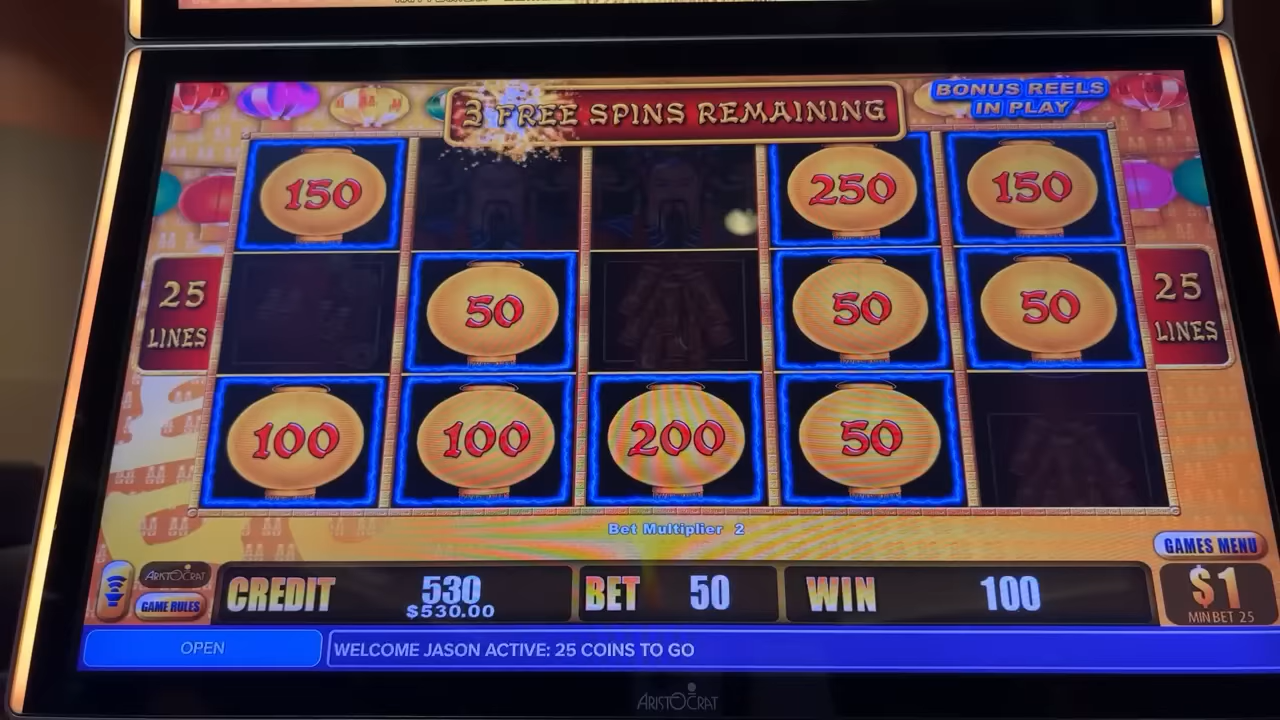 3 FREE SPINS REMAINING
BONUS REELS
IN PLAY
150
250
150
25
LINES
50
50
50
25
LINES
100
100
200
50
Bet Multiplier 2
GAMES MENU
ARISTOCRAT
GAME RULES
CREDIT 530
$530.00
BET 50
WIN 100
$1
MIN BET 25
OPEN
WELCOME JASON ACTIVE: 25 COINS TO GO
ARISTOCRAT